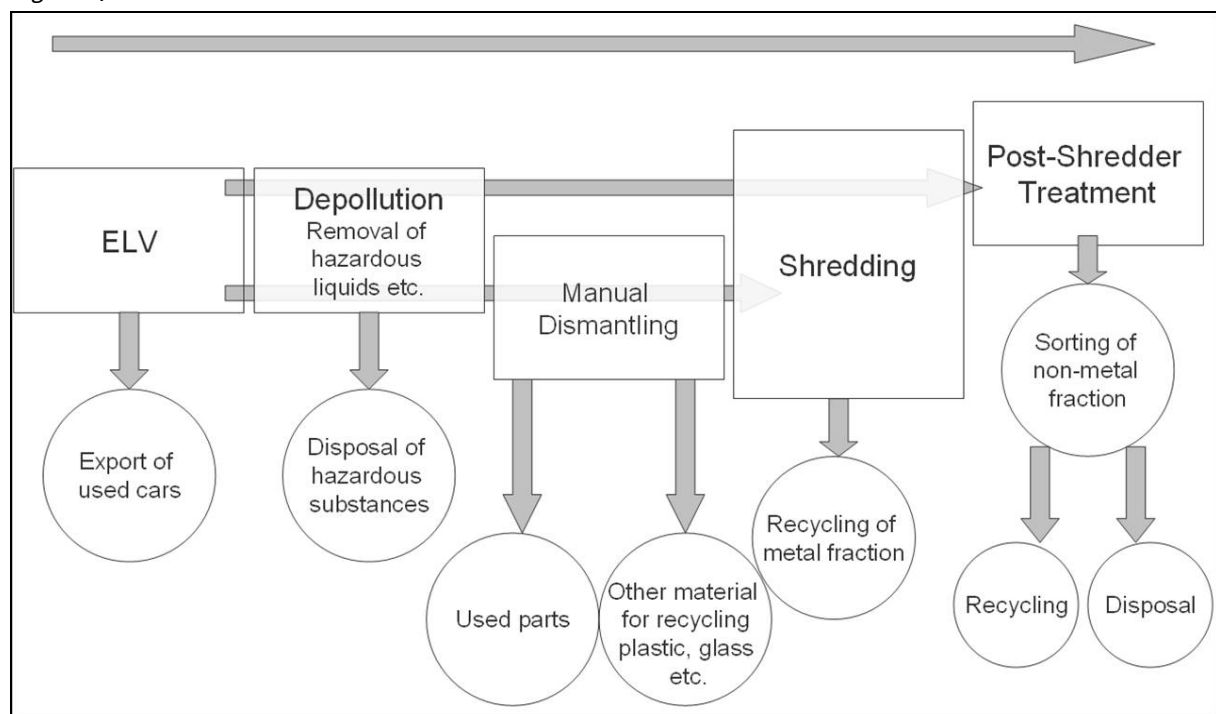 ELV
Depollution
Removal of
hazardous
liquids etc.
Manual
Dismantling
Shredding
Post-Shredder
Treatment
Export of
used cars
Disposal of
hazardous
substances
Used parts
Other material
for recycling
plastic, glass
etc.
Recycling of
metal fraction
Sorting of
non-metal
fraction
Recycling
Disposal